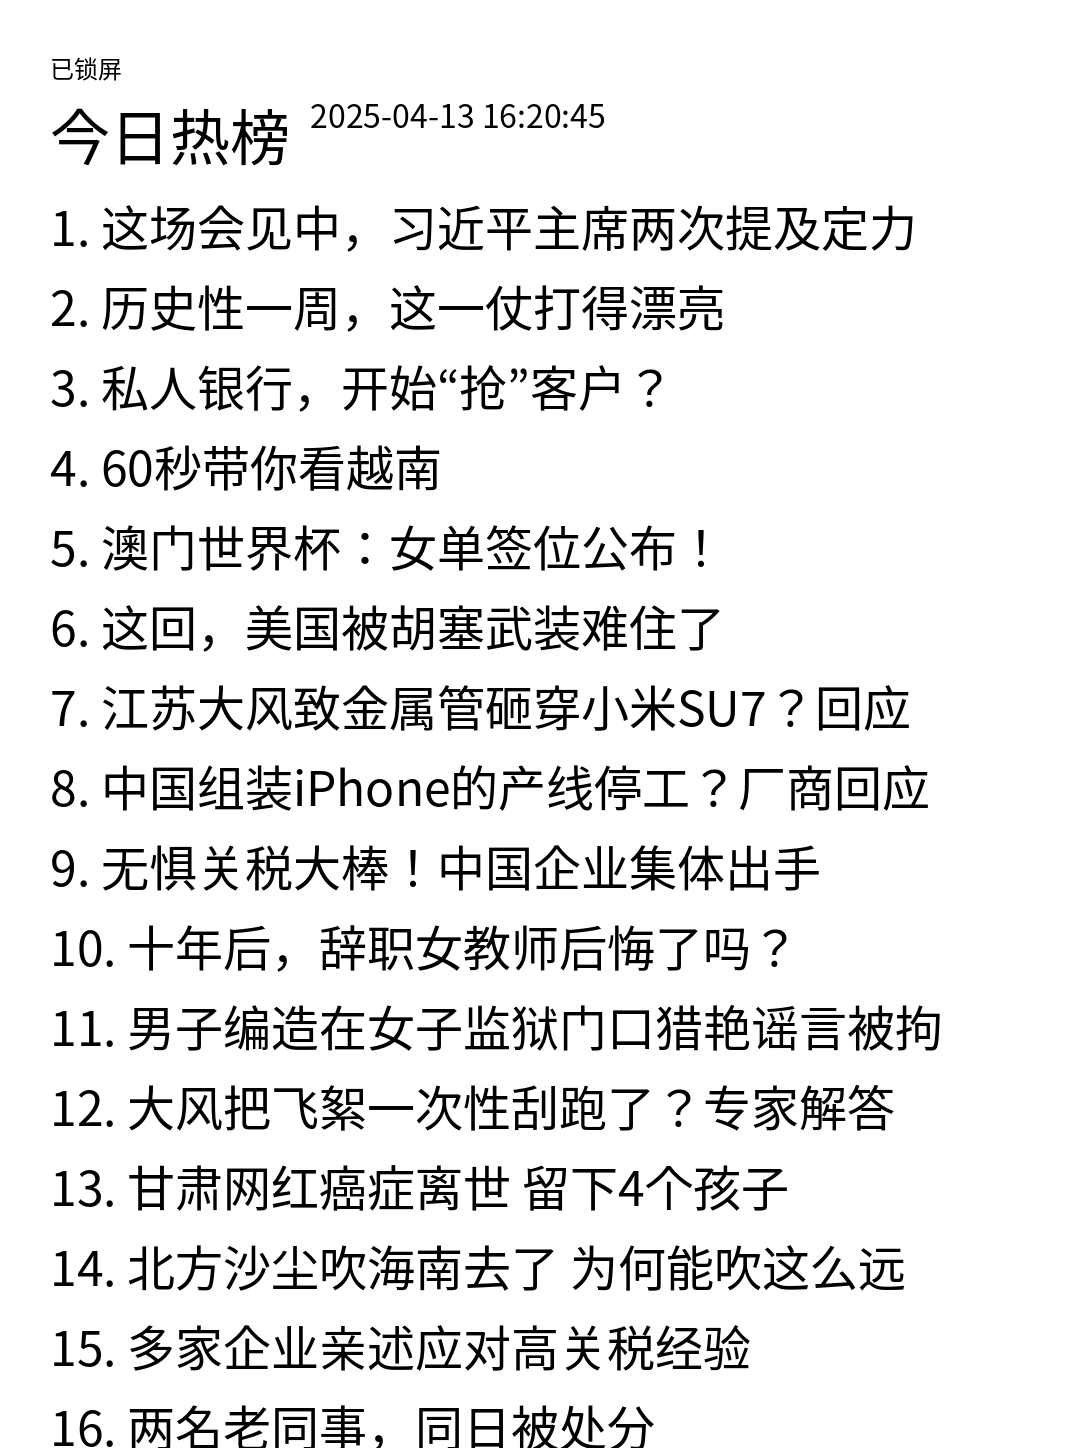 已锁屏
今日热榜 2025-04-13 16:20:45
1. 这场会见中，习近平主席两次提及定力
2. 历史性一周，这一仗打得漂亮
3. 私人银行，开始“抢”客户？
4. 60秒带你看越南
5. 澳门世界杯：女单签位公布！
6. 这回，美国被胡塞武装难住了
7. 江苏大风致金属管砸穿小米SU7？回应
8. 中国组装iPhone的产线停工？厂商回应
9. 无惧关税大棒！中国企业集体出手
10. 十年后，辞职女教师后悔了吗？
11. 男子编造在女子监狱门口猎艳谣言被拘
12. 大风把飞絮一次性刮跑了？专家解答
13. 甘肃网红癌症离世 留下4个孩子
14. 北方沙尘吹海南去了 为何能吹这么远
15. 多家企业亲述应对高关税经验
16. 两名老同事，同日被处分